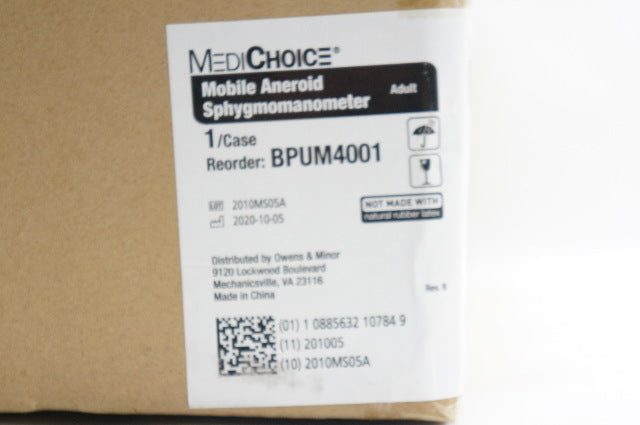 MEDICHOICE®
Mobile Aneroid Adult
Sphygmomanometer
1/Case
Reorder: BPUM4001
LOT 2010MS05A
2020-10-05
NOT MADE WITH
natural rubber latex
Distributed by Owens & Minor
9120 Lockwood Boulevard
Mechanicsville, VA 23116
Made in China
Rev.
(01) 1 0885632 10784 9
(11) 201005
(10) 2010MS05A